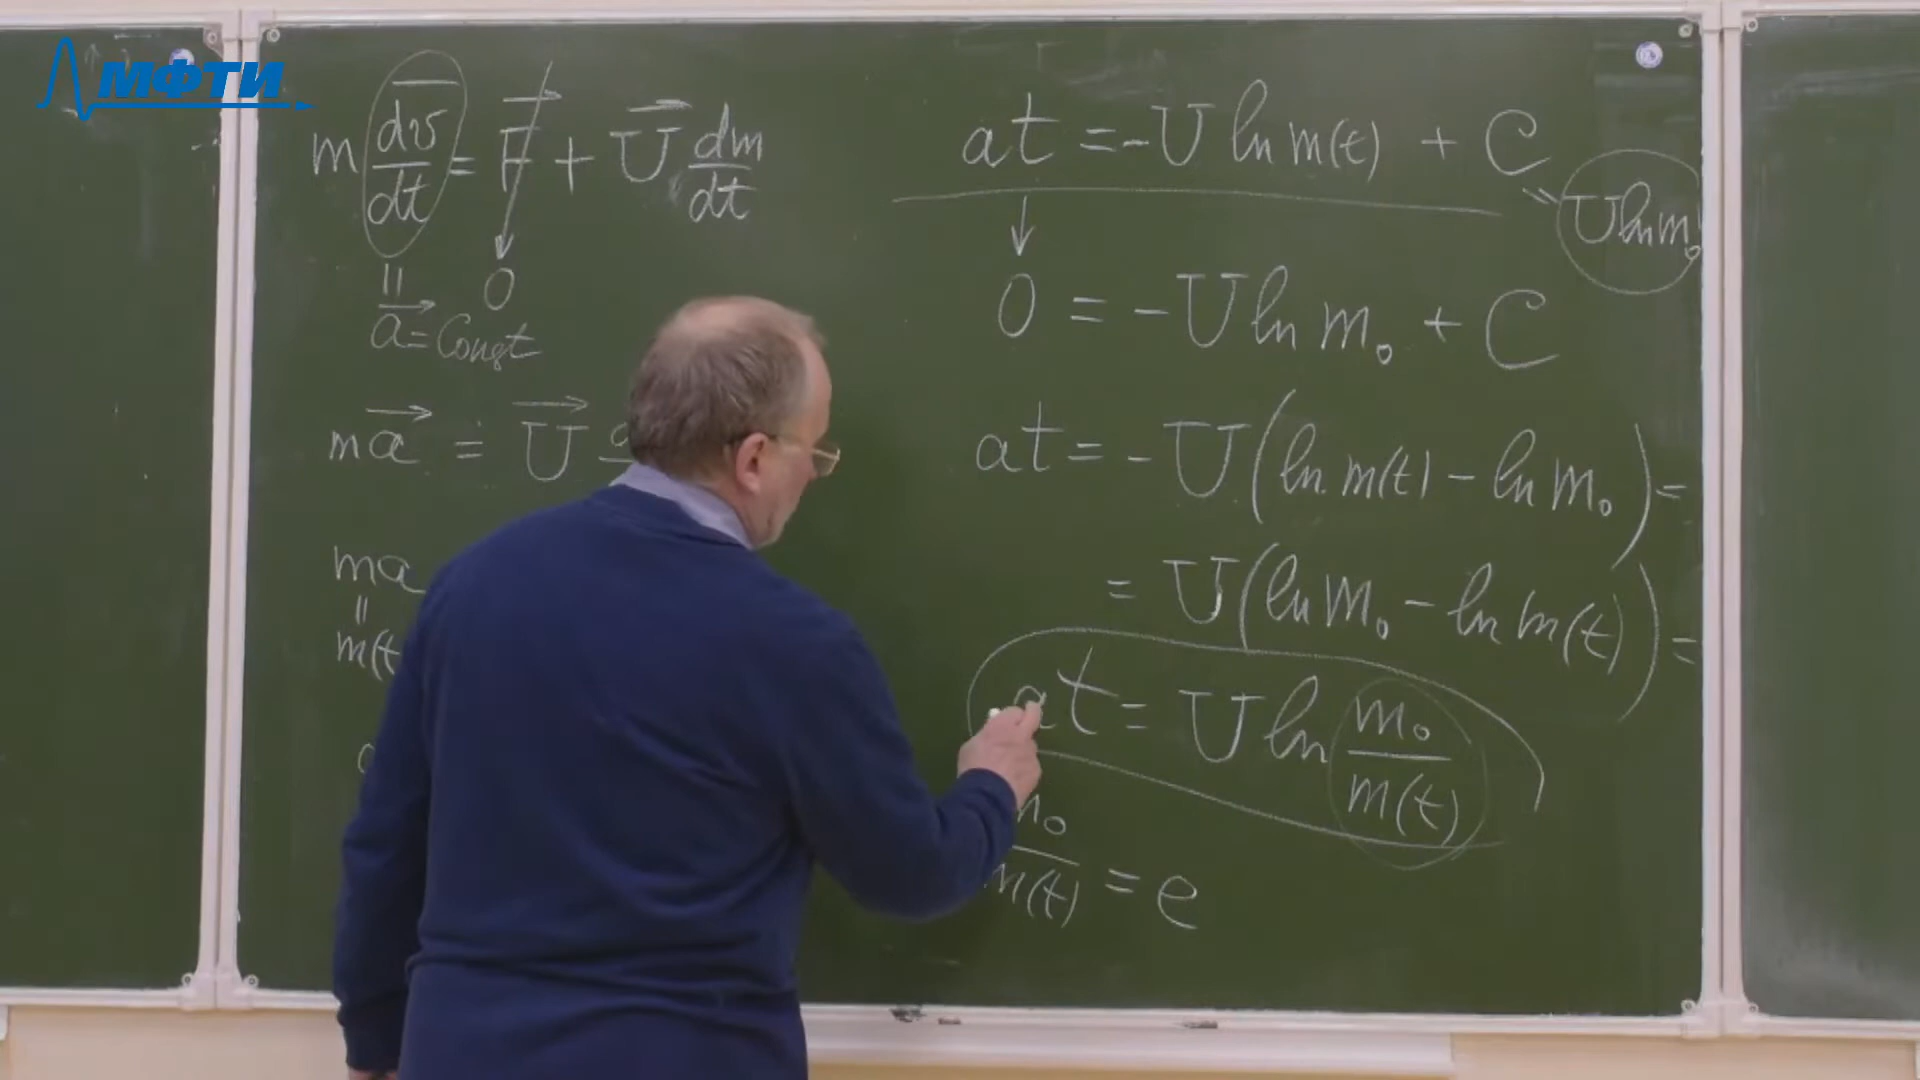 МФТИ
m dv/dt = F + U dm/dt
↓
0
||
a = Const
ma = U
ma
||
m(t
at = -U ln m(t) + C
= U ln m₀
↓
0 = -U ln m₀ + C
at = -U (ln m(t) - ln m₀) =
= U (ln m₀ - ln m(t)) =
at = U ln m₀/m(t)
m₀/m(t) = e